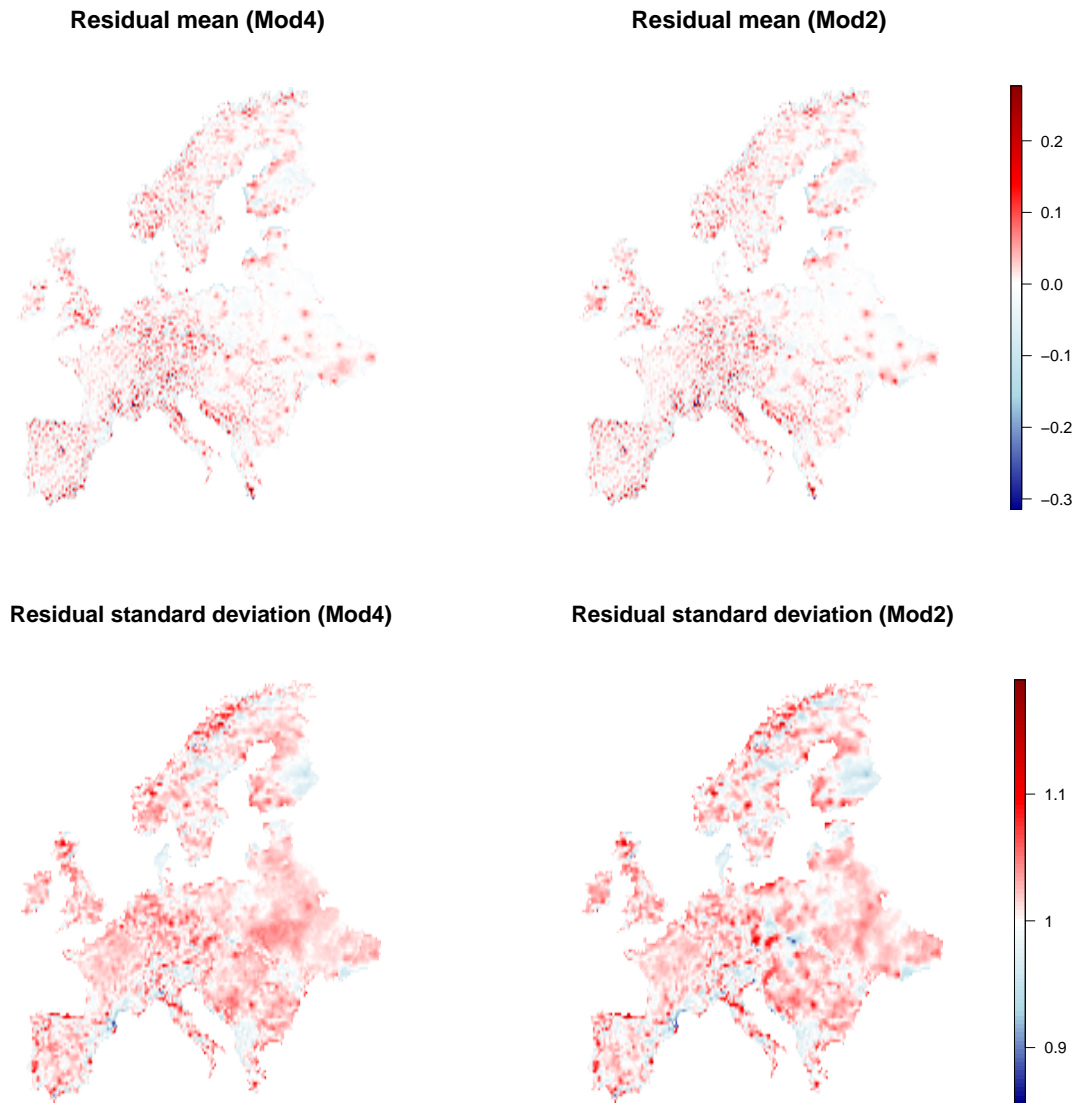 Residual mean (Mod4)
Residual mean (Mod2)
0.2
0.1
0.0
−0.1
−0.2
−0.3
Residual standard deviation (Mod4)
Residual standard deviation (Mod2)
1.1
1
0.9